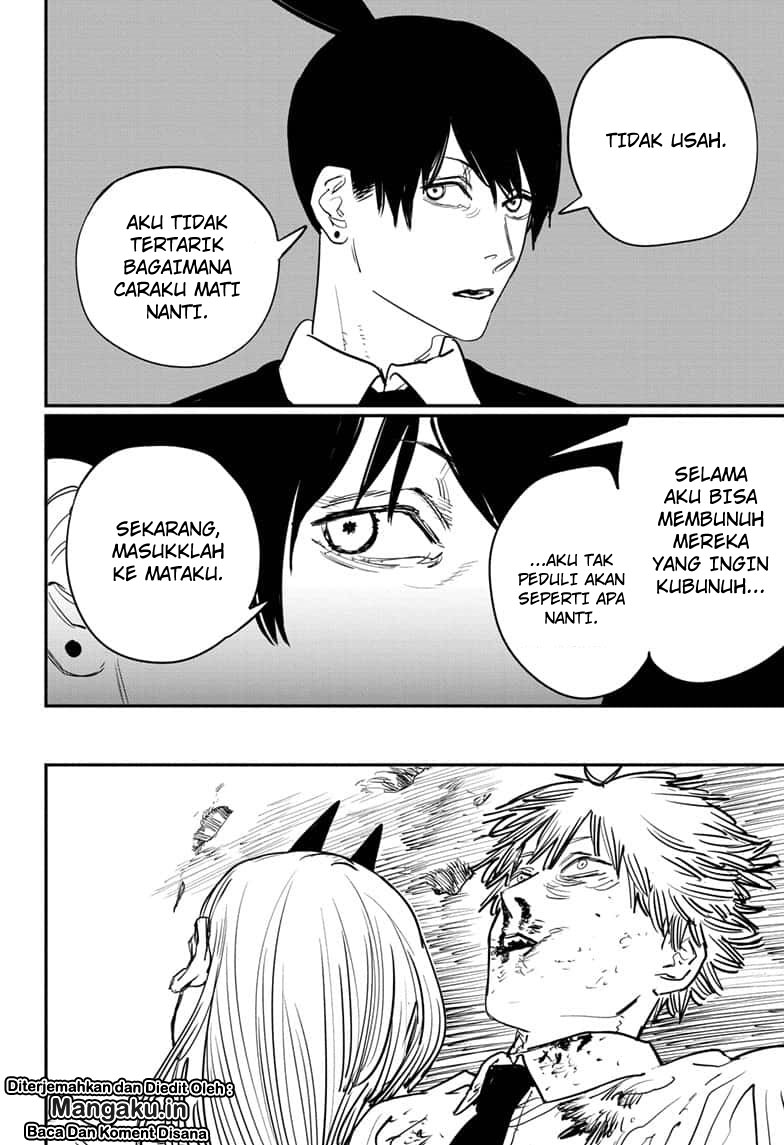 TIDAK USAH.
AKU TIDAK
TERTARIK
BAGAIMANA
CARAKU MATI
NANTI.
SELAMA
AKU BISA
MEMBUNUH
MEREKA
YANG INGIN
KUBUNUH...
...AKU TAK
PEDULI AKAN
SEPERTI APA
NANTI.
SEKARANG,
MASUKKLAH
KE MATAKU.
Diterjemahkan dan Diedit Oleh :
Mangaku.in
Baca Dan Koment Disana